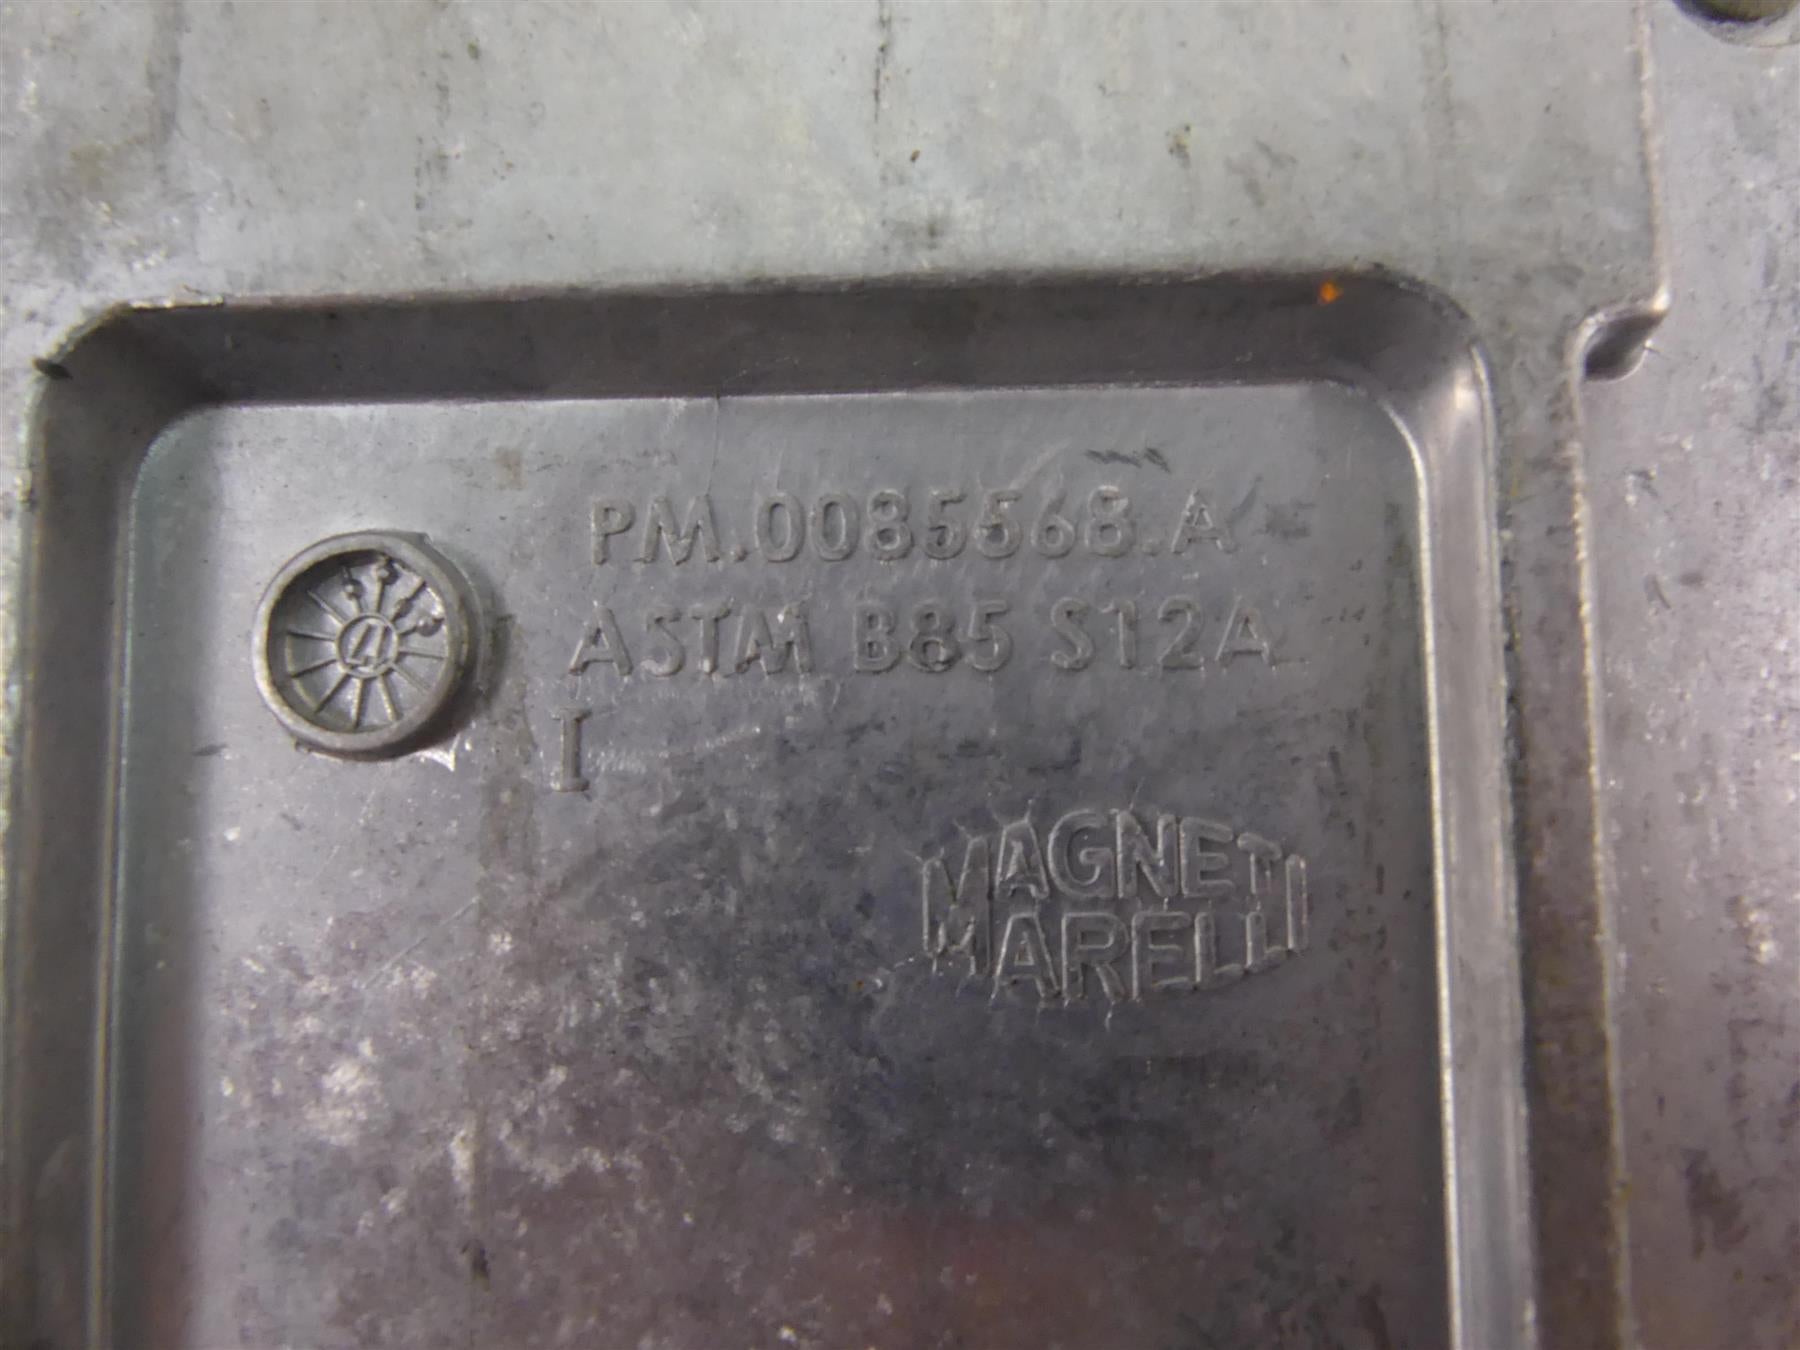 PM.0085568.A
ASTM B85 S12A
I
MAGNETI
MARELLI